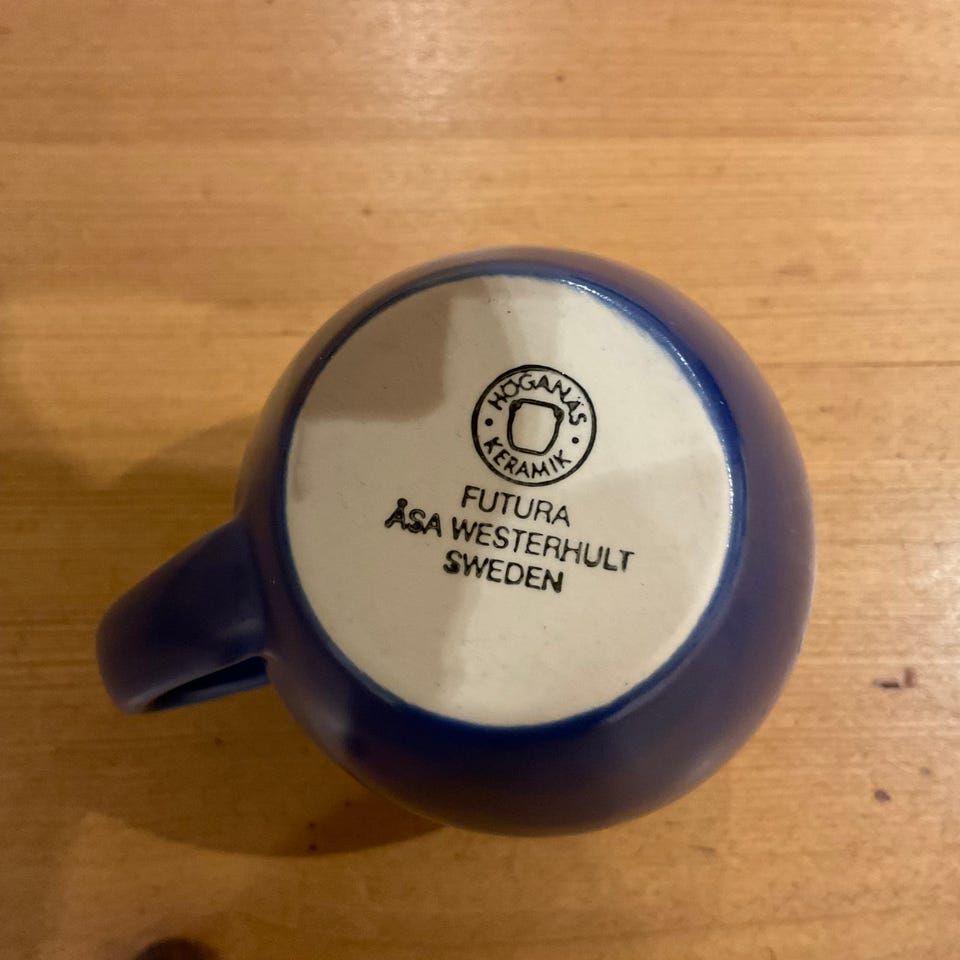 HÖGANÄS
KERAMIK
FUTURA
ÅSA WESTERHULT
SWEDEN